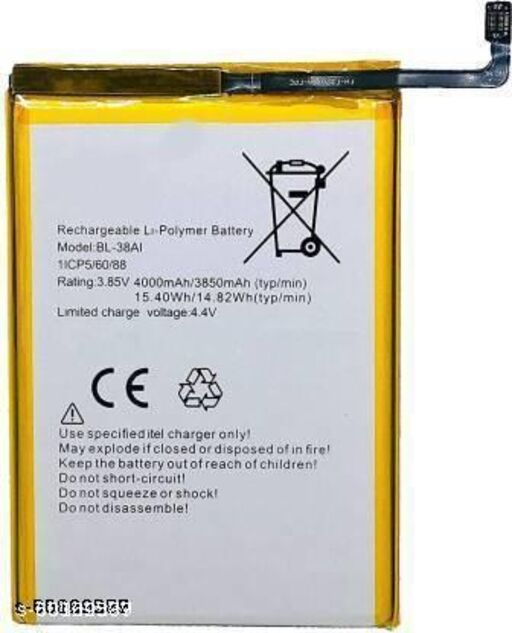 Rechargeable Li-Polymer Battery
Model:BL-38AI
1ICP5/60/88
Rating:3.85V 4000mAh/3850mAh (typ/min)
15.40Wh/14.82Wh(typ/min)
Limited charge voltage:4.4V
CE
Use specified itel charger only!
May explode if closed or disposed of in fire!
Keep the battery out of reach of children!
Do not short-circuit!
Do not squeeze or shock!
Do not disassemble!